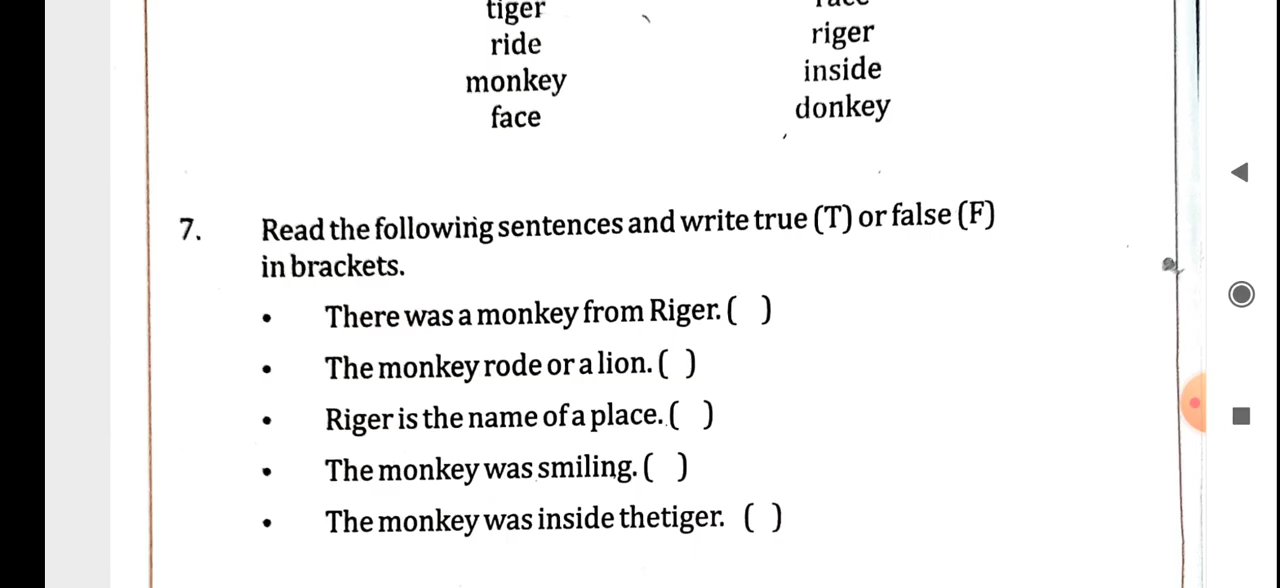 tiger
ride riger
monkey inside
face donkey
7. Read the following sentences and write true (T) or false (F)
in brackets.
• There was a monkey from Riger. ( )
• The monkey rode or a lion. ( )
• Riger is the name of a place. ( )
• The monkey was smiling. ( )
• The monkey was inside thetiger. ( )